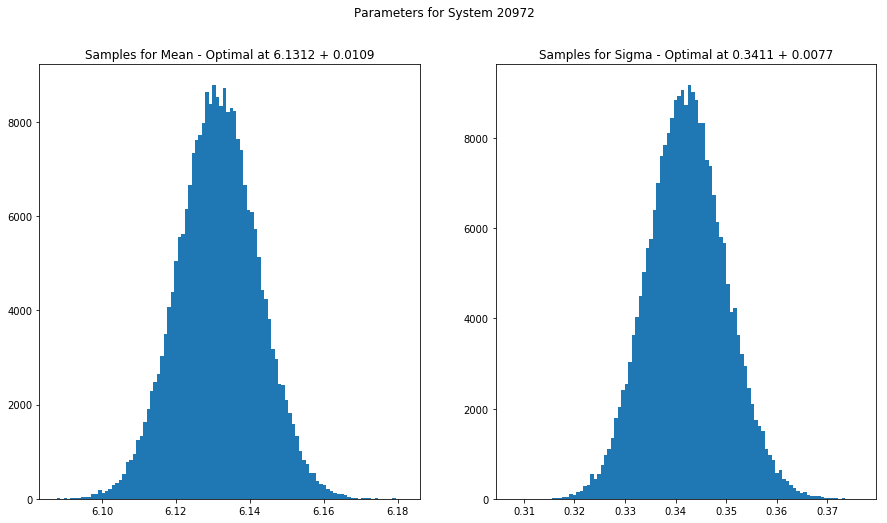 Parameters for System 20972
Samples for Mean - Optimal at 6.1312 + 0.0109
8000
6000
4000
2000
0
6.10 6.12 6.14 6.16 6.18
Samples for Sigma - Optimal at 0.3411 + 0.0077
8000
6000
4000
2000
0
0.31 0.32 0.33 0.34 0.35 0.36 0.37